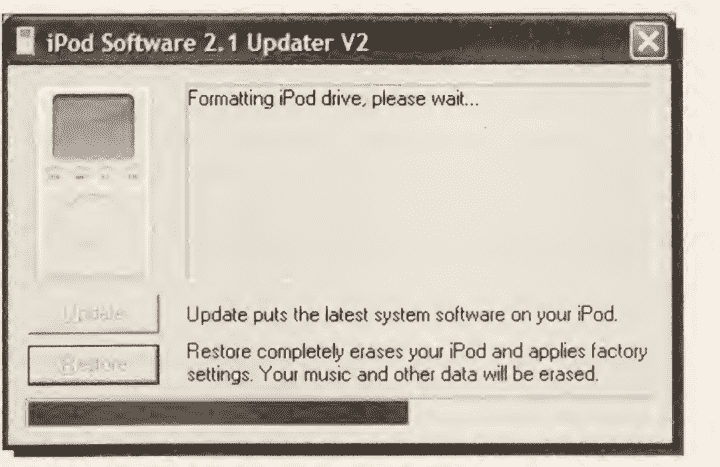 iPod Software 2.1 Updater V2
Formatting iPod drive, please wait...
Update
Update puts the latest system software on your iPod.
Restore
Restore completely erases your iPod and applies factory
settings. Your music and other data will be erased.